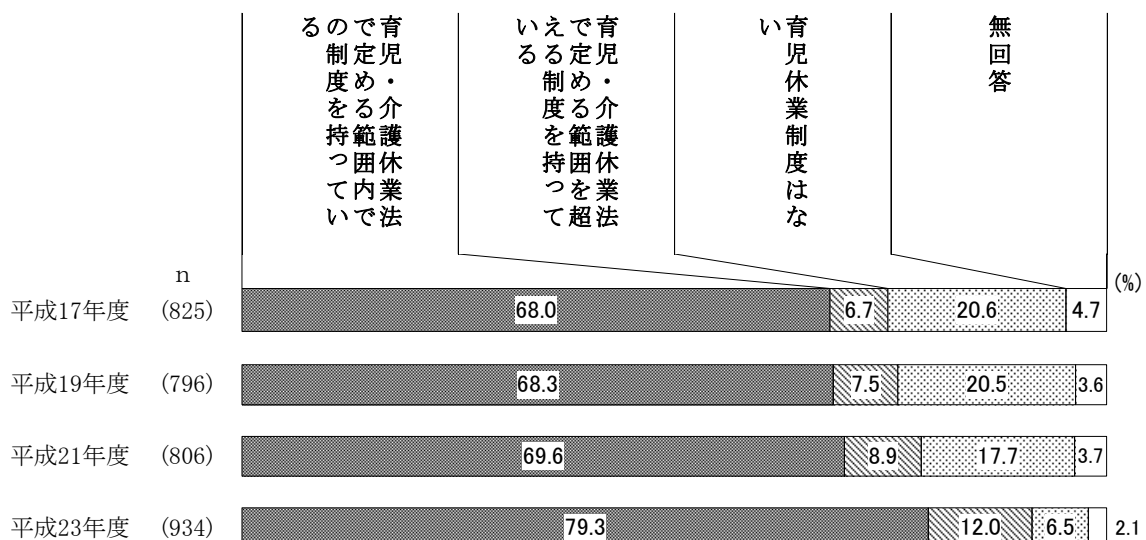 育児・介護休業法
で定める範囲内で
の制度を持ってい
る
育児・介護休業法
で定める範囲を超
える制度を持って
いる
育児休業制度はな
い
無回答
n
(%)
平成17年度 (825) 68.0 6.7 20.6 4.7
平成19年度 (796) 68.3 7.5 20.5 3.6
平成21年度 (806) 69.6 8.9 17.7 3.7
平成23年度 (934) 79.3 12.0 6.5 2.1